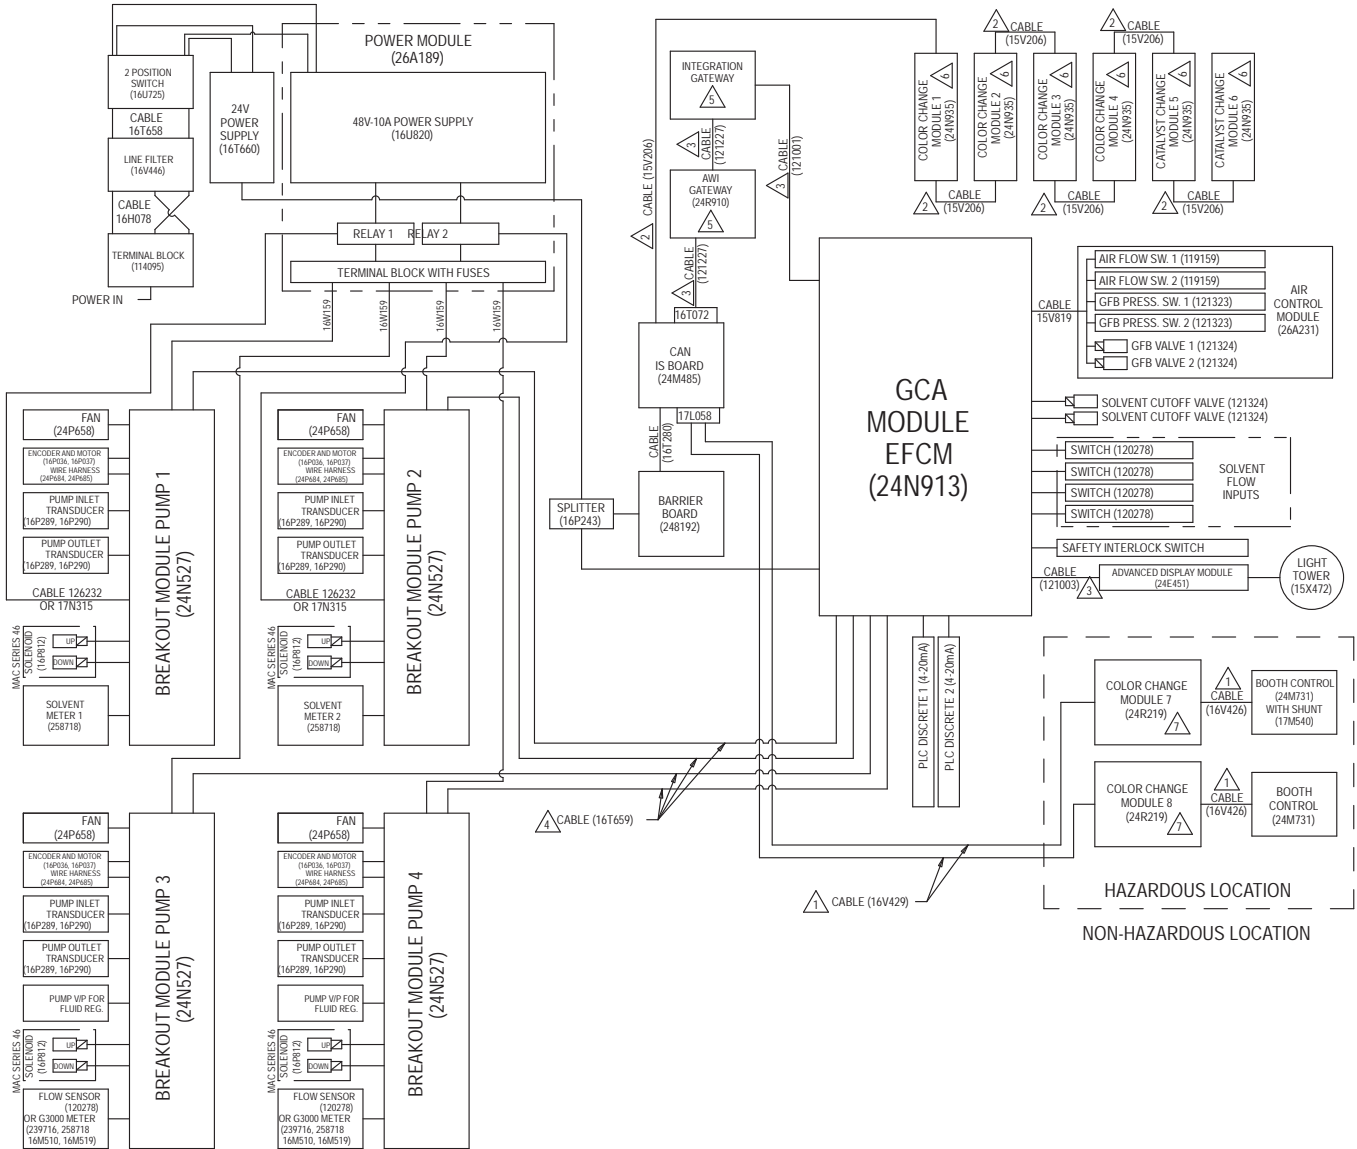 POWER MODULE
(26A189)
2 POSITION
SWITCH
(16U725)
CABLE
16T658
LINE FILTER
(16V446)
CABLE
16H078
TERMINAL BLOCK
(114095)
POWER IN
24V
POWER
SUPPLY
(16T660)
48V-10A POWER SUPPLY
(16U820)
RELAY 1
RELAY 2
TERMINAL BLOCK WITH FUSES
16W159
16W159
16W159
16W159
INTEGRATION
GATEWAY
5
3
CABLE
(121227)
AWI
GATEWAY
(24R910)
5
3
CABLE
(121227)
3
CABLE
(121001)
2
CABLE (15V206)
16T072
CAN
IS BOARD
(24M485)
17L058
CABLE
(16T280)
BARRIER
BOARD
(248192)
SPLITTER
(16P243)
2
CABLE
(15V206)
2
CABLE
(15V206)
COLOR CHANGE
MODULE 1
(24N935)
6
COLOR CHANGE
MODULE 2
(24N935)
6
COLOR CHANGE
MODULE 3
(24N935)
6
COLOR CHANGE
MODULE 4
(24N935)
6
CATALYST CHANGE
MODULE 5
(24N935)
6
CATALYST CHANGE
MODULE 6
(24N935)
6
2
CABLE
(15V206)
2
CABLE
(15V206)
2
CABLE
(15V206)
GCA
MODULE
EFCM
(24N913)
CABLE
15V819
AIR FLOW SW. 1 (119159)
AIR FLOW SW. 2 (119159)
GFB PRESS. SW. 1 (121323)
GFB PRESS. SW. 2 (121323)
GFB VALVE 1 (121324)
GFB VALVE 2 (121324)
AIR
CONTROL
MODULE
(26A231)
SOLVENT CUTOFF VALVE (121324)
SOLVENT CUTOFF VALVE (121324)
SWITCH (120278)
SWITCH (120278)
SWITCH (120278)
SWITCH (120278)
SOLVENT
FLOW
INPUTS
SAFETY INTERLOCK SWITCH
CABLE
(121003)
3
ADVANCED DISPLAY MODULE
(24E451)
LIGHT
TOWER
(15X472)
PLC DISCRETE 1 (4-20mA)
PLC DISCRETE 2 (4-20mA)
COLOR CHANGE
MODULE 7
(24R219)
7
1
CABLE
(16V426)
BOOTH CONTROL
(24M731)
WITH SHUNT
(17M540)
COLOR CHANGE
MODULE 8
(24R219)
7
1
CABLE
(16V426)
BOOTH
CONTROL
(24M731)
HAZARDOUS LOCATION
NON-HAZARDOUS LOCATION
4
CABLE (16T659)
1
CABLE (16V429)
FAN
(24P658)
ENCODER AND MOTOR
(16P036, 16P037)
WIRE HARNESS
(24P684, 24P685)
PUMP INLET
TRANSDUCER
(16P289, 16P290)
PUMP OUTLET
TRANSDUCER
(16P289, 16P290)
CABLE 126232
OR 17N315
MAC SERIES 46
SOLENOID
(16P812)
UP
DOWN
SOLVENT
METER 1
(258718)
BREAKOUT MODULE PUMP 1
(24N527)
FAN
(24P658)
ENCODER AND MOTOR
(16P036, 16P037)
WIRE HARNESS
(24P684, 24P685)
PUMP INLET
TRANSDUCER
(16P289, 16P290)
PUMP OUTLET
TRANSDUCER
(16P289, 16P290)
CABLE 126232
OR 17N315
MAC SERIES 46
SOLENOID
(16P812)
UP
DOWN
SOLVENT
METER 2
(258718)
BREAKOUT MODULE PUMP 2
(24N527)
FAN
(24P658)
ENCODER AND MOTOR
(16P036, 16P037)
WIRE HARNESS
(24P684, 24P685)
PUMP INLET
TRANSDUCER
(16P289, 16P290)
PUMP OUTLET
TRANSDUCER
(16P289, 16P290)
PUMP V/P FOR
FLUID REG.
MAC SERIES 46
SOLENOID
(16P812)
UP
DOWN
FLOW SENSOR
(120278)
OR G3000 METER
(239716, 258718
16M510, 16M519)
BREAKOUT MODULE PUMP 3
(24N527)
FAN
(24P658)
ENCODER AND MOTOR
(16P036, 16P037)
WIRE HARNESS
(24P684, 24P685)
PUMP INLET
TRANSDUCER
(16P289, 16P290)
PUMP OUTLET
TRANSDUCER
(16P289, 16P290)
PUMP V/P FOR
FLUID REG.
MAC SERIES 46
SOLENOID
(16P812)
UP
DOWN
FLOW SENSOR
(120278)
OR G3000 METER
(239716, 258718
16M510, 16M519)
BREAKOUT MODULE PUMP 4
(24N527)